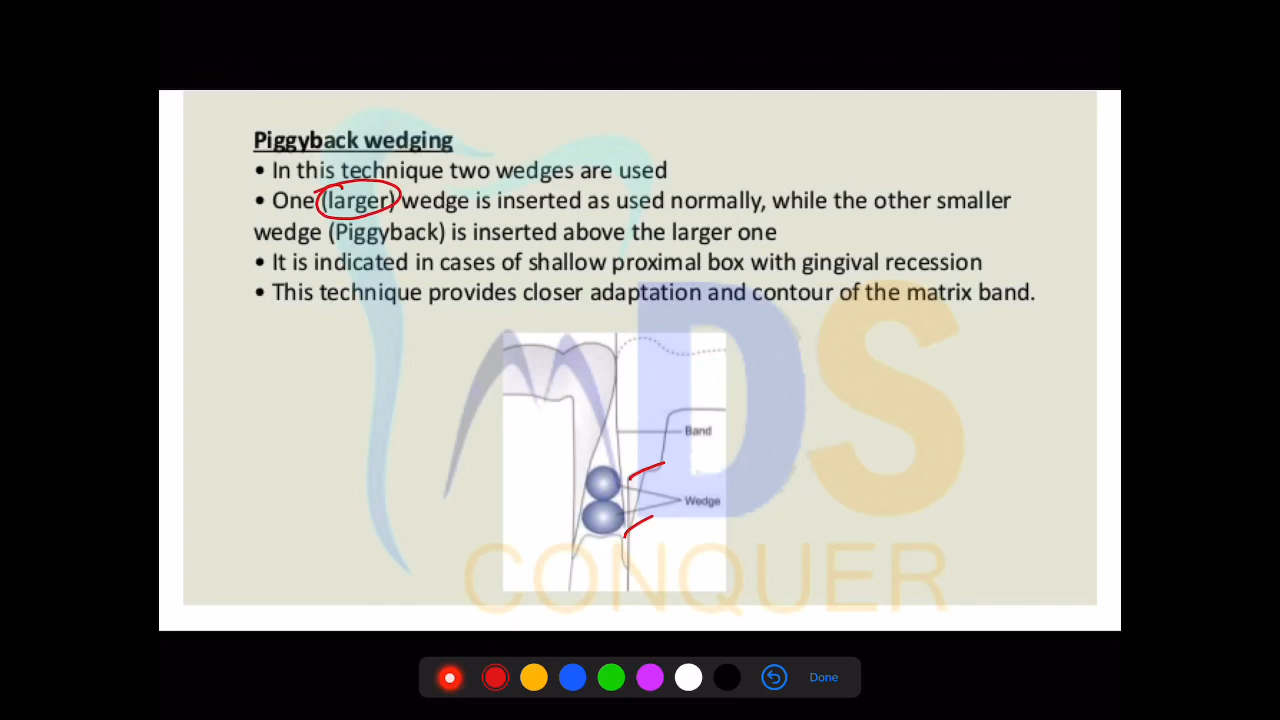 Piggyback wedging
• In this technique two wedges are used
• One (larger) wedge is inserted as used normally, while the other smaller
wedge (Piggyback) is inserted above the larger one
• It is indicated in cases of shallow proximal box with gingival recession
• This technique provides closer adaptation and contour of the matrix band.
Band
Wedge
MDS
CONQUER
Done